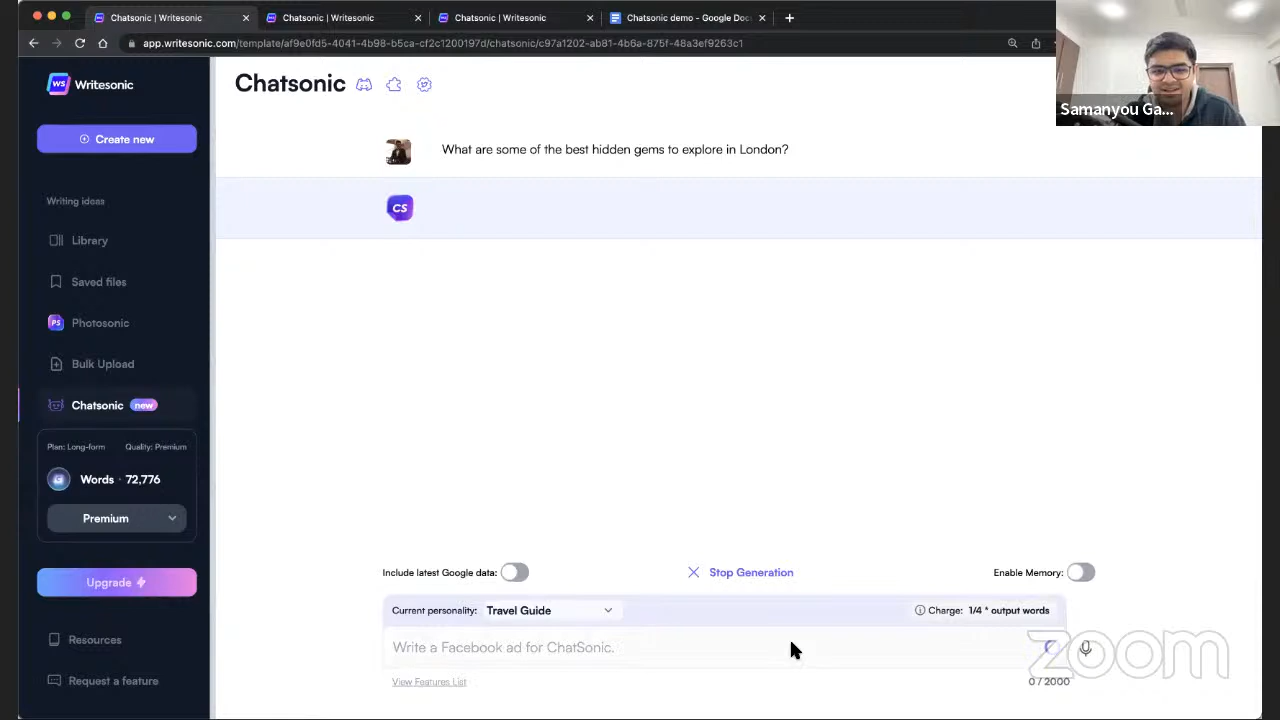 Chatsonic | Writesonic
Chatsonic | Writesonic
Chatsonic | Writesonic
Chatsonic demo - Google Doc
app.writesonic.com/template/af9e0fd5-4041-4b98-b5ca-cf2c1200197d/chatsonic/c97a1202-ab81-4b6a-875f-48a3ef9263c1
Samanyou Ga...
WS Writesonic
Create new
Writing ideas
Library
Saved files
PS Photosonic
Bulk Upload
Chatsonic new
Plan: Long-form Quality: Premium
G Words · 72,776
Premium
Upgrade
Resources
Request a feature
Chatsonic
What are some of the best hidden gems to explore in London?
CS
Include latest Google data:
Stop Generation
Enable Memory:
Current personality: Travel Guide
Charge: 1/4 * output words
Write a Facebook ad for ChatSonic.
View Features List
0 / 2000
zoom